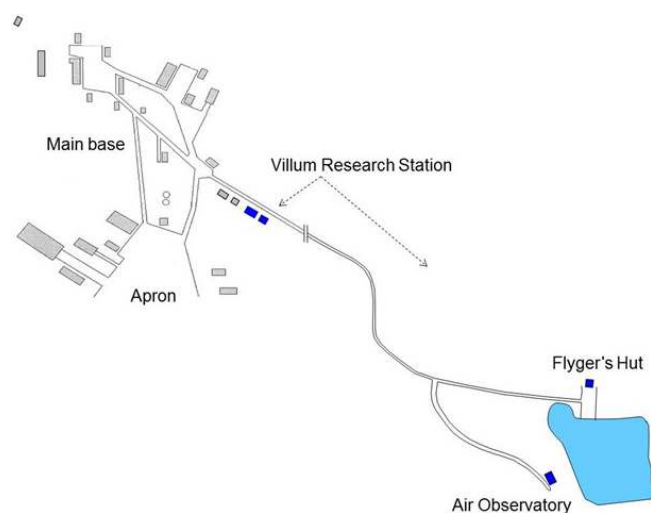 Main base
Villum Research Station
Apron
Flyger's Hut
Air Observatory